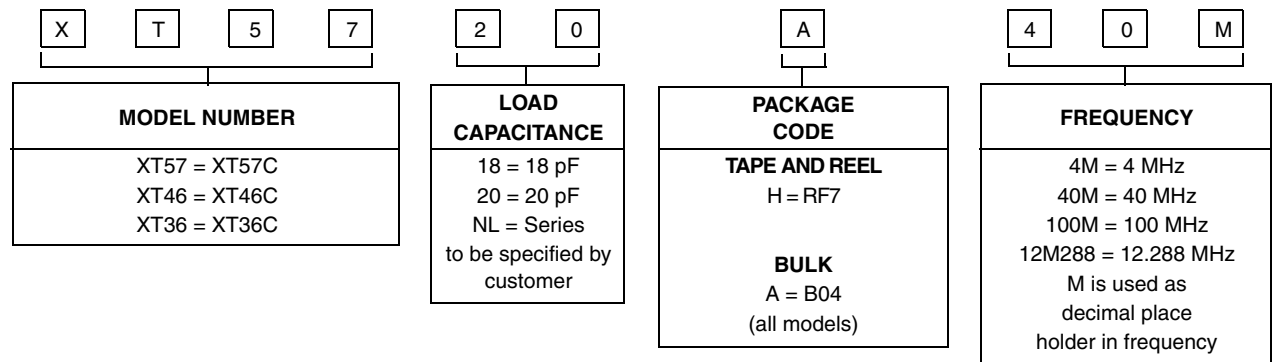 X T 5 7 2 0 A 4 0 M
MODEL NUMBER
XT57 = XT57C
XT46 = XT46C
XT36 = XT36C
LOAD
CAPACITANCE
18 = 18 pF
20 = 20 pF
NL = Series
to be specified by
customer
PACKAGE
CODE
TAPE AND REEL
H = RF7
BULK
A = B04
(all models)
FREQUENCY
4M = 4 MHz
40M = 40 MHz
100M = 100 MHz
12M288 = 12.288 MHz
M is used as
decimal place
holder in frequency